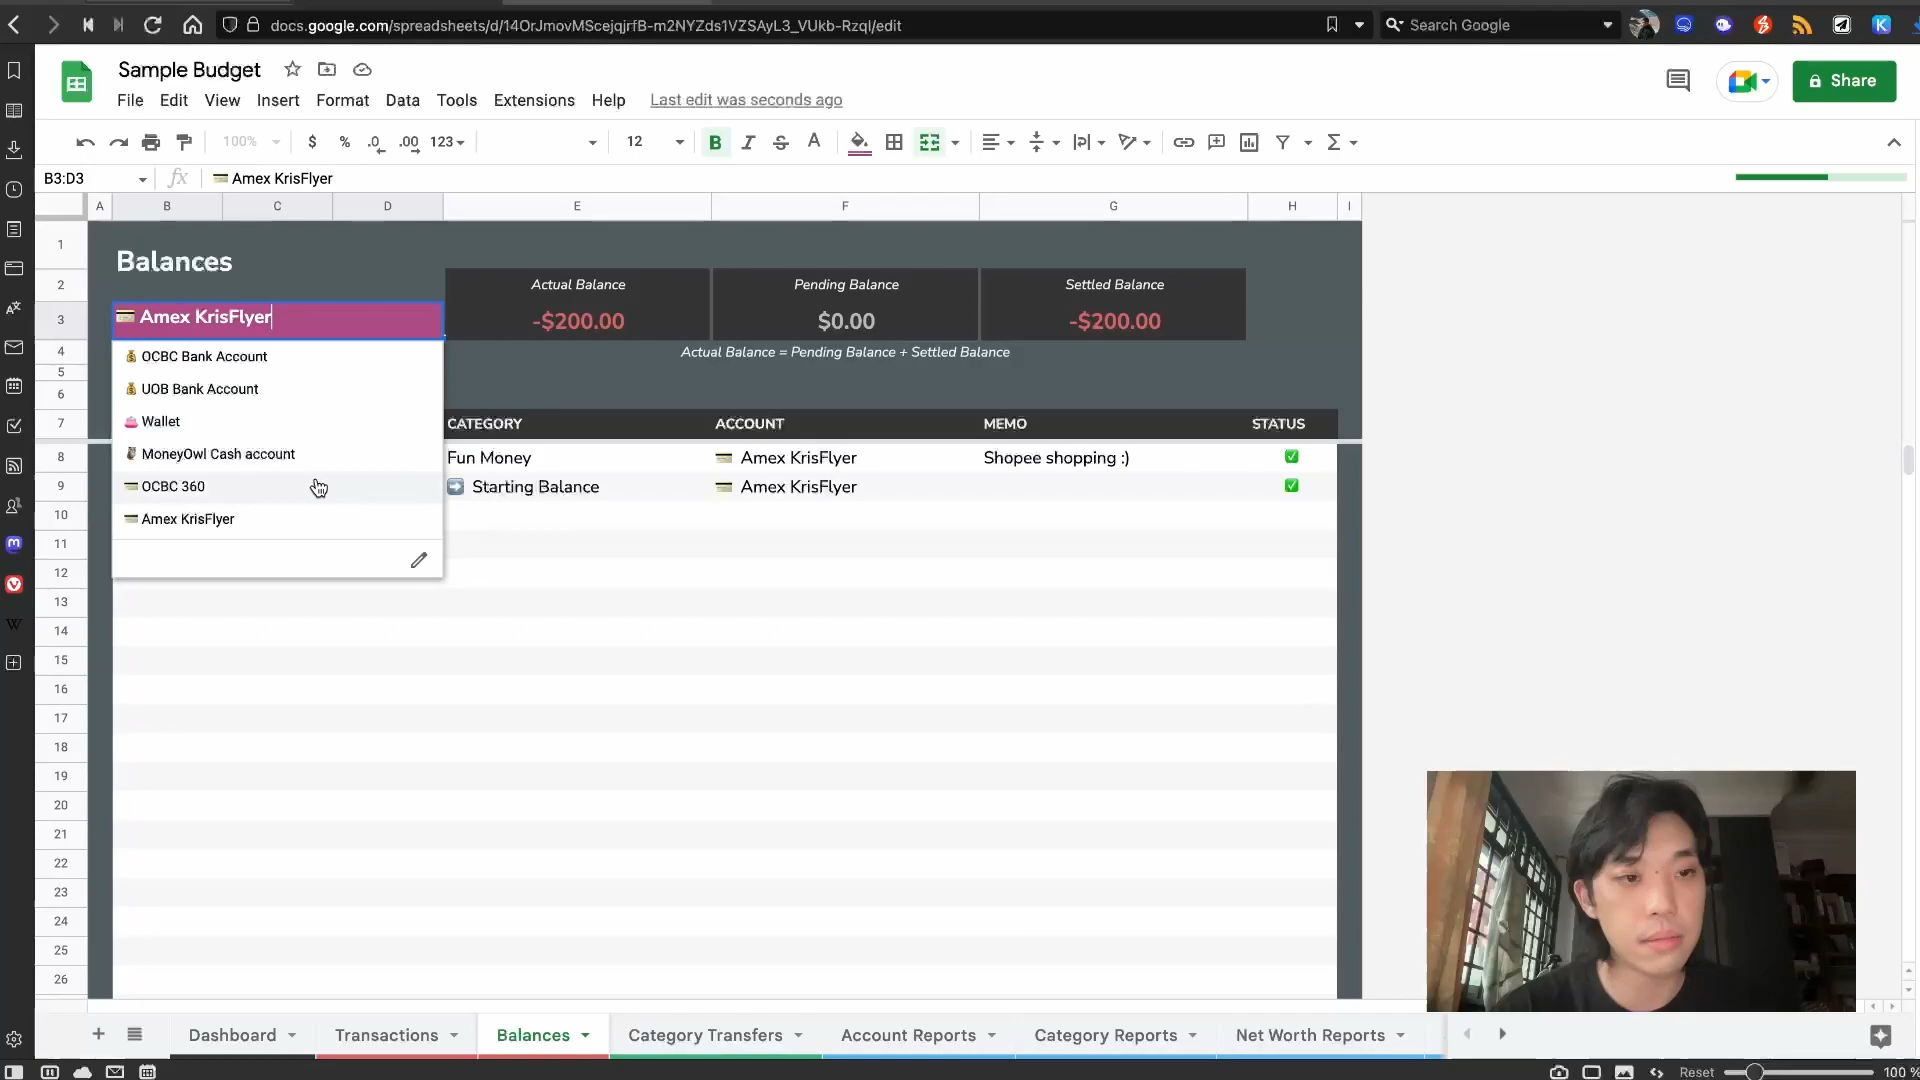 docs.google.com/spreadsheets/d/14OrJmovMScejqjrfB-m2NYZds1VZSAyL3_VUkb-RzqI/edit
Search Google
Sample Budget
File Edit View Insert Format Data Tools Extensions Help Last edit was seconds ago
Share
100% $ % .0 .00 123 12 B I S A
B3:D3 fx 💳 Amex KrisFlyer
A B C D E F G H I
1 Balances
2 Actual Balance Pending Balance Settled Balance
3 💳 Amex KrisFlyer -$200.00 $0.00 -$200.00
4 Actual Balance = Pending Balance + Settled Balance
5
6
7 CATEGORY ACCOUNT MEMO STATUS
8 Fun Money 💳 Amex KrisFlyer Shopee shopping :) ✅
9 ➡️ Starting Balance 💳 Amex KrisFlyer ✅
💰 OCBC Bank Account
💰 UOB Bank Account
👛 Wallet
🦉 MoneyOwl Cash account
💳 OCBC 360
💳 Amex KrisFlyer
10
11
12
13
14
15
16
17
18
19
20
21
22
23
24
25
26
Dashboard Transactions Balances Category Transfers Account Reports Category Reports Net Worth Reports
Reset 100 %